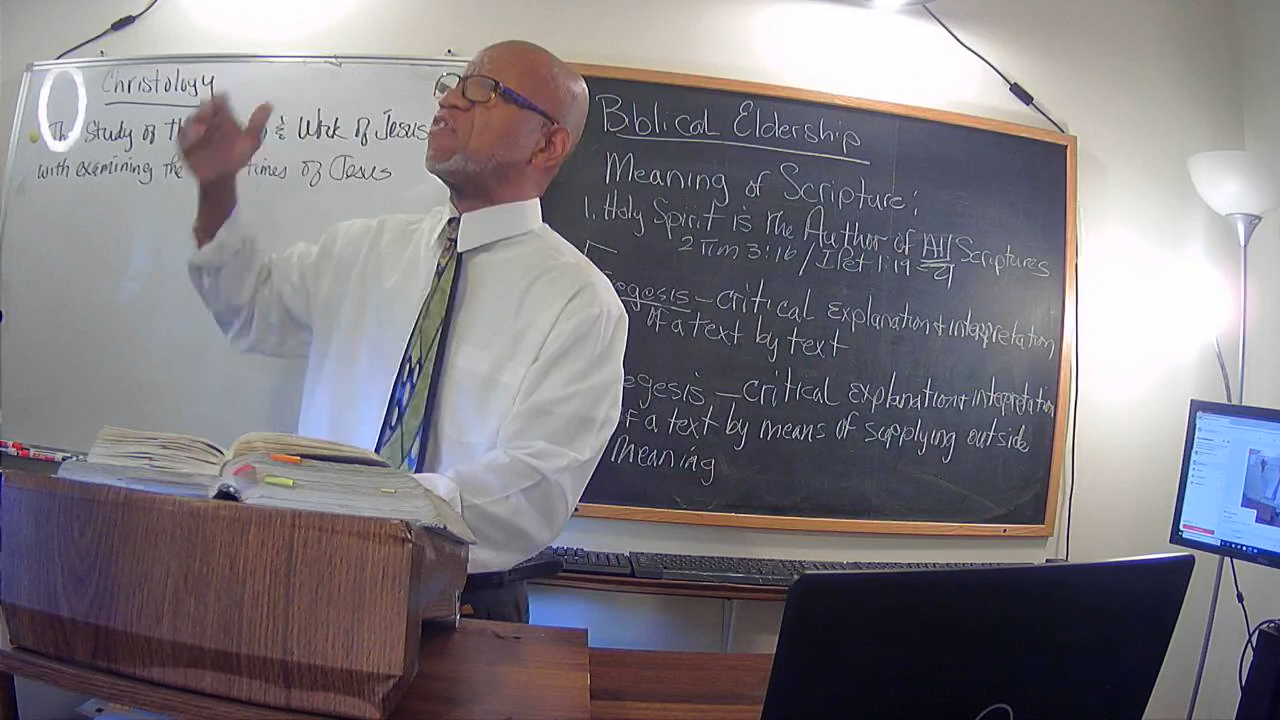 Christology
The Study of th & Work of Jesus
with examining the times of Jesus
Biblical Eldership
Meaning of Scripture:
1. Holy Spirit is the Author of All Scriptures
2 Tim 3:16 / I Pet 1:19-21
egesis - critical explanation & interpretation
of a text by text
egesis - critical explanation & interpretation
of a text by means of supplying outside
meaning